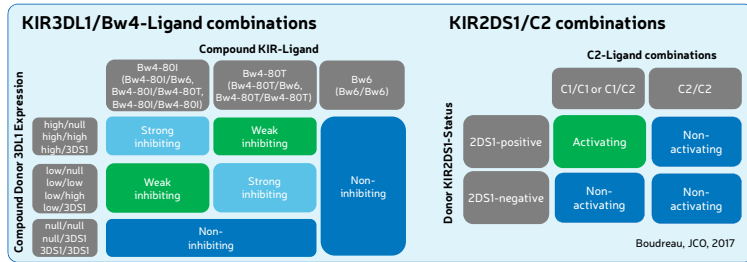 KIR3DL1/Bw4-Ligand combinations
Compound KIR-Ligand
Compound Donor 3DL1 Expression
Bw4-80I
(Bw4-80I/Bw6,
Bw4-80I/Bw4-80T,
Bw4-80I/Bw4-80I)
Bw4-80T
(Bw4-80T/Bw6,
Bw4-80T/Bw4-80T)
Bw6
(Bw6/Bw6)
high/null
high/high
high/3DS1
Strong
inhibiting
Weak
inhibiting
Non-
inhibiting
low/null
low/low
low/high
low/3DS1
Weak
inhibiting
Strong
inhibiting
null/null
null/3DS1
3DS1/3DS1
Non-
inhibiting
KIR2DS1/C2 combinations
C2-Ligand combinations
Donor KIR2DS1-Status
C1/C1 or C1/C2
C2/C2
2DS1-positive
Activating
Non-
activating
2DS1-negative
Non-
activating
Non-
activating
Boudreau, JCO, 2017